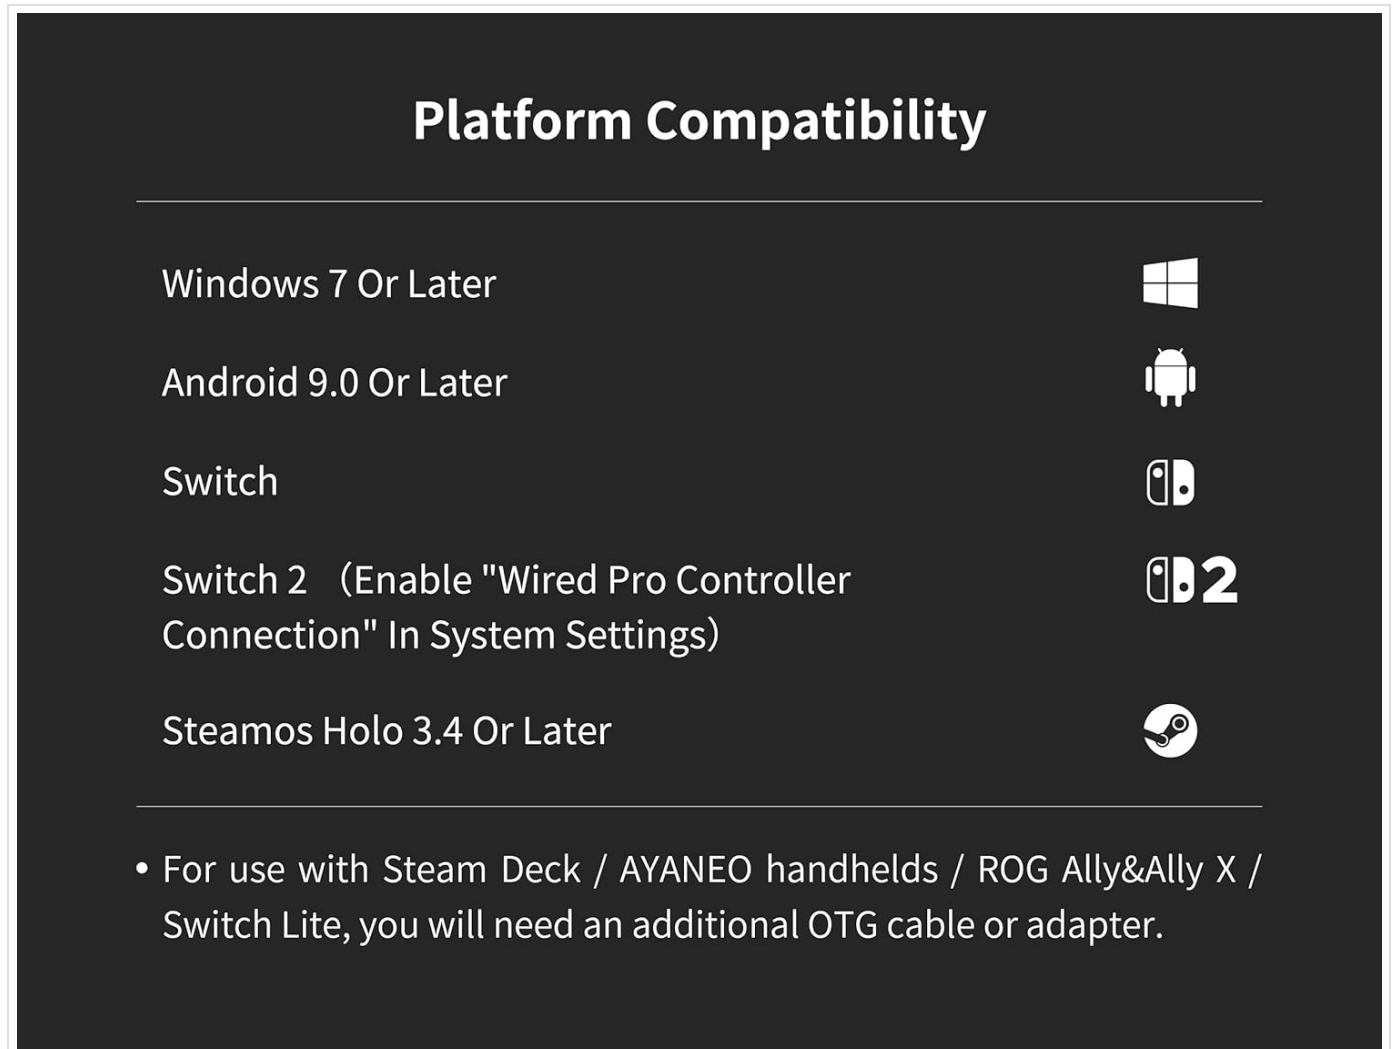 Platform Compatibility
Windows 7 Or Later
Android 9.0 Or Later
Switch
Switch 2 （Enable "Wired Pro Controller
Connection" In System Settings）
2
Steamos Holo 3.4 Or Later
• For use with Steam Deck / AYANEO handhelds / ROG Ally&Ally X /
Switch Lite, you will need an additional OTG cable or adapter.